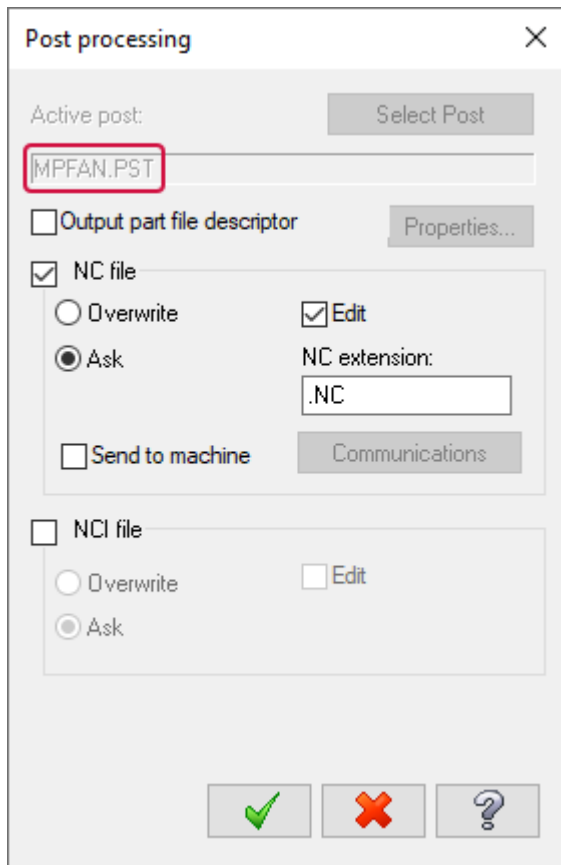 Post processing
Active post:
Select Post
MPFAN.PST
Output part file descriptor
Properties...
NC file
Overwrite
Edit
Ask
NC extension:
.NC
Send to machine
Communications
NCI file
Overwrite
Edit
Ask